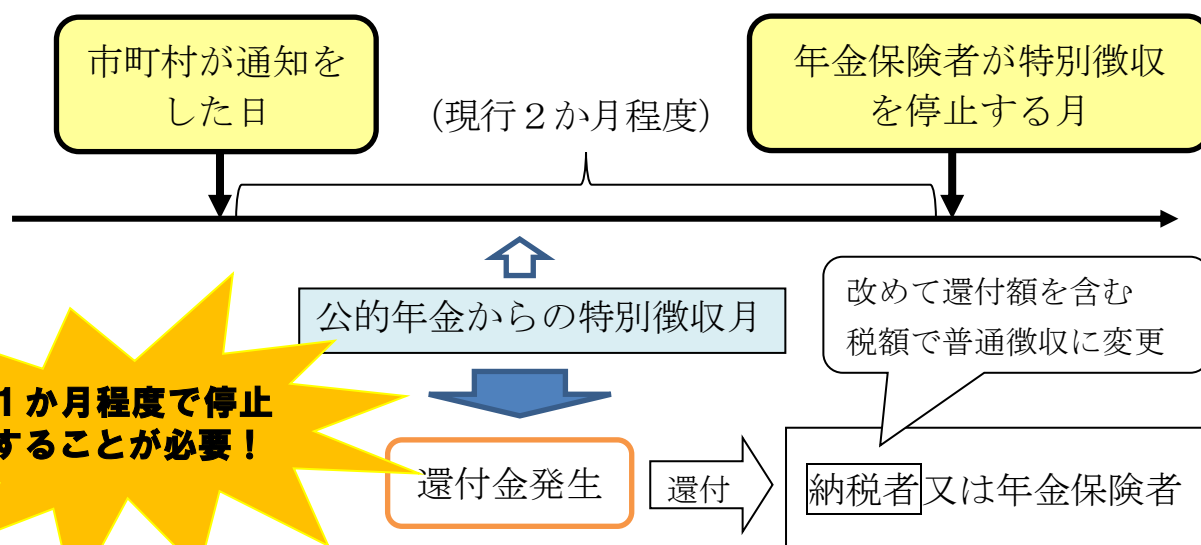 市町村が通知を
した日
（現行２か月程度）
年金保険者が特別徴収
を停止する月
公的年金からの特別徴収月
改めて還付額を含む
税額で普通徴収に変更
１か月程度で停止
することが必要！
還付金発生
還付
納税者又は年金保険者